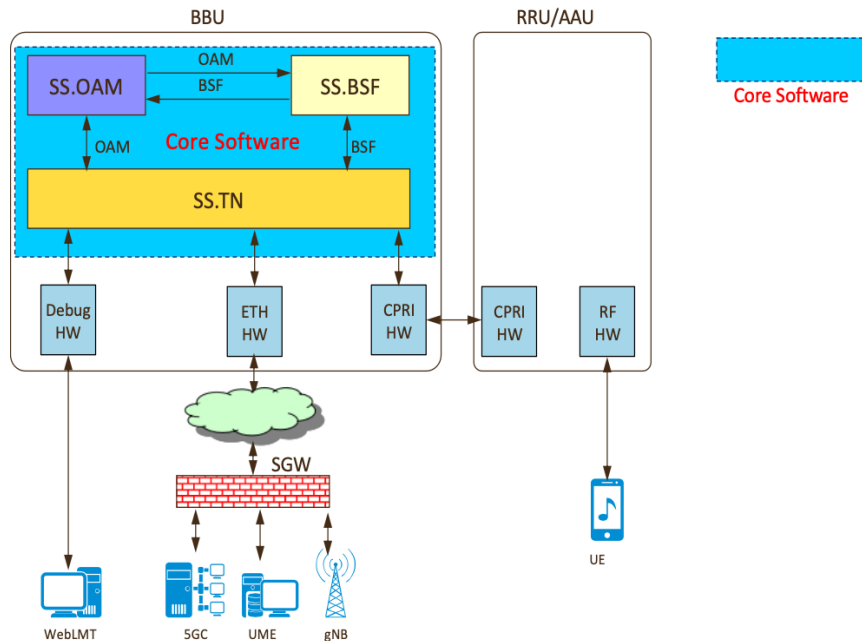 BBU
RRU/AAU
OAM
SS.OAM
SS.BSF
BSF
Core Software
Core Software
OAM
BSF
SS.TN
Debug
HW
ETH
HW
CPRI
HW
CPRI
HW
RF
HW
SGW
UE
WebLMT
5GC
UME
gNB